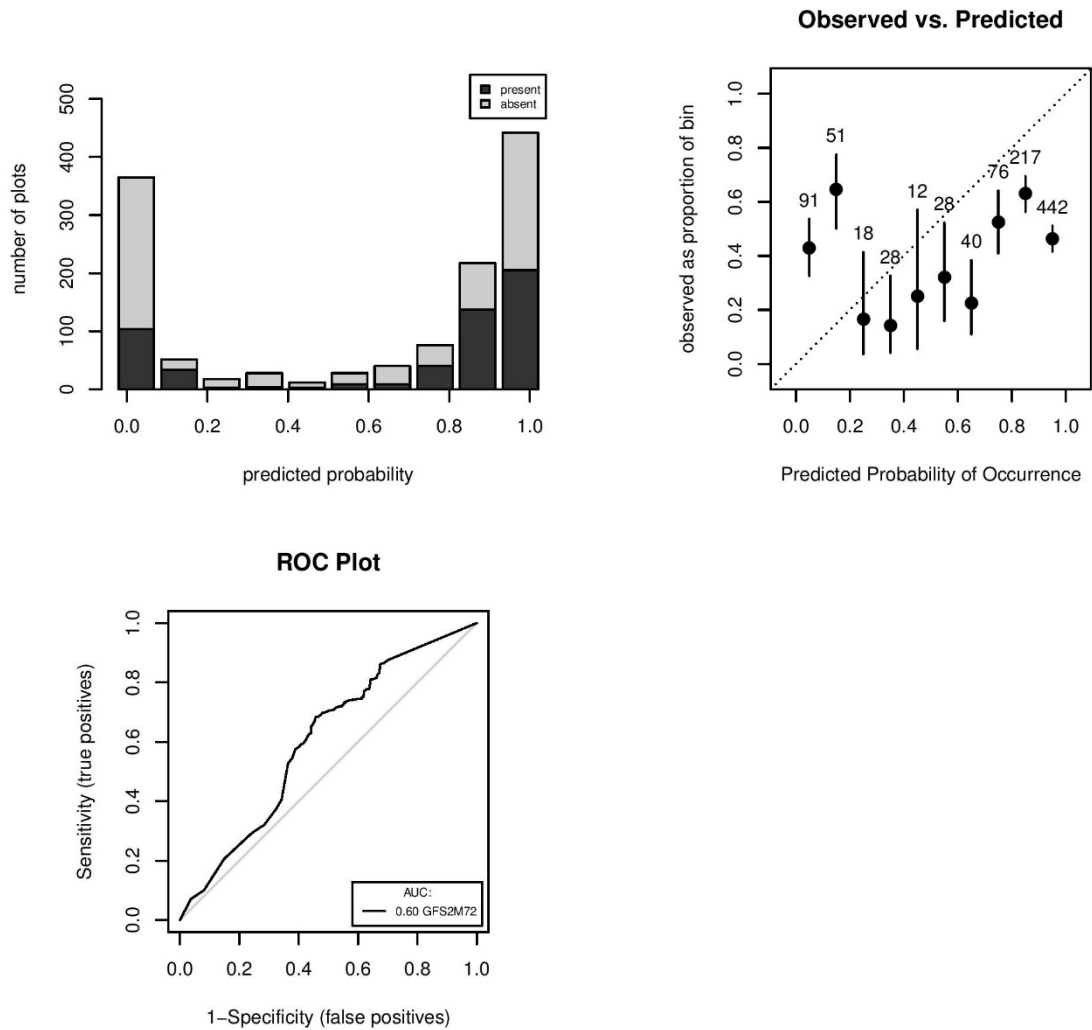 Observed vs. Predicted
500
400
300
200
100
0
number of plots
present
absent
0.0 0.2 0.4 0.6 0.8 1.0
predicted probability
1.0
0.8
0.6
0.4
0.2
0.0
observed as proportion of bin
91
51
18
28
12
28
40
76
217
442
0.0 0.2 0.4 0.6 0.8 1.0
Predicted Probability of Occurrence
ROC Plot
1.0
0.8
0.6
0.4
0.2
0.0
Sensitivity (true positives)
AUC:
0.60 GFS2M72
0.0 0.2 0.4 0.6 0.8 1.0
1−Specificity (false positives)